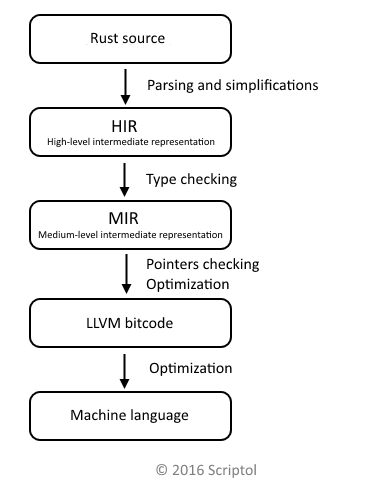 Rust source
Parsing and simplifications
HIR
High-level intermediate representation
Type checking
MIR
Medium-level intermediate representation
Pointers checking
Optimization
LLVM bitcode
Optimization
Machine language
© 2016 Scriptol